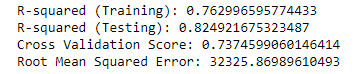 R-squared (Training): 0.762996595774433
R-squared (Testing): 0.824921675323487
Cross Validation Score: 0.7374599060146414
Root Mean Squared Error: 32325.86989610493